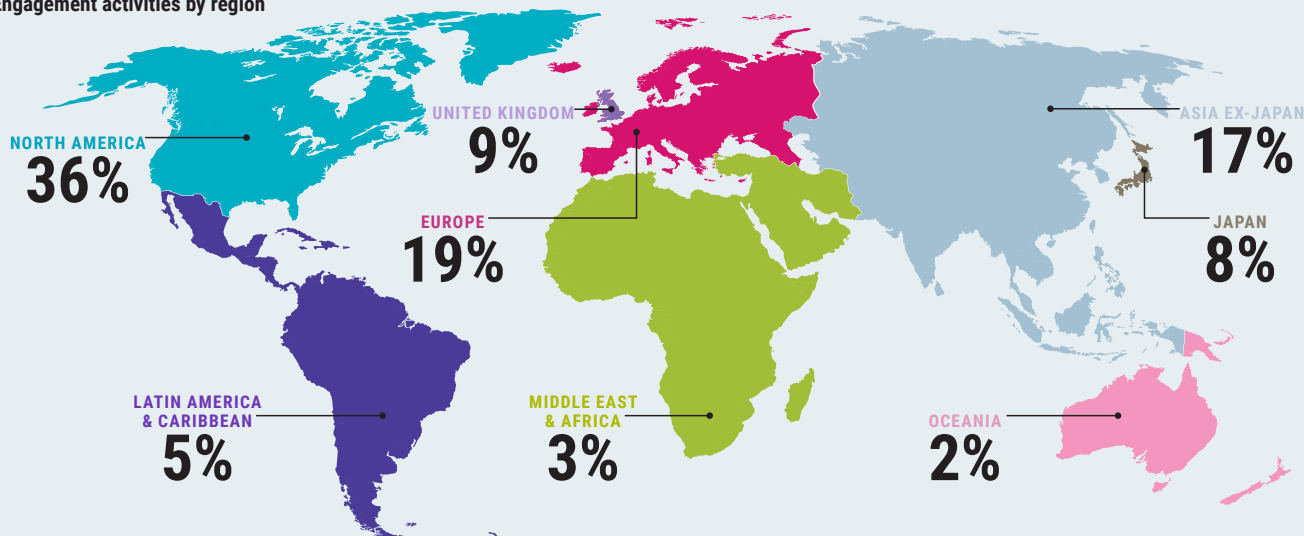 Engagement activities by region
NORTH AMERICA
36%
UNITED KINGDOM
9%
EUROPE
19%
ASIA EX-JAPAN
17%
JAPAN
8%
LATIN AMERICA
& CARIBBEAN
5%
MIDDLE EAST
& AFRICA
3%
OCEANIA
2%